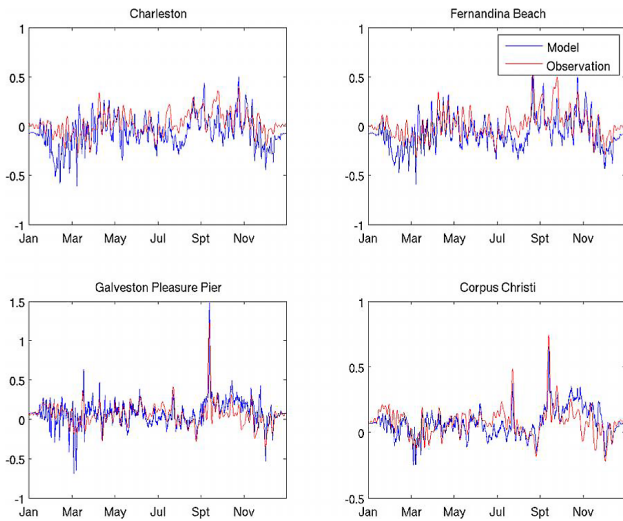 Charleston
1
0.5
0
-0.5
-1
Jan Mar May Jul Spt Nov
Fernandina Beach
Model
Observation
1
0.5
0
-0.5
-1
Jan Mar May Jul Sept Nov
Galveston Pleasure Pier
1.5
1
0.5
0
-0.5
-1
Jan Mar May Jul Spt Nov
Corpus Christi
1
0.5
0
-0.5
Jan Mar May Jul Sept Nov